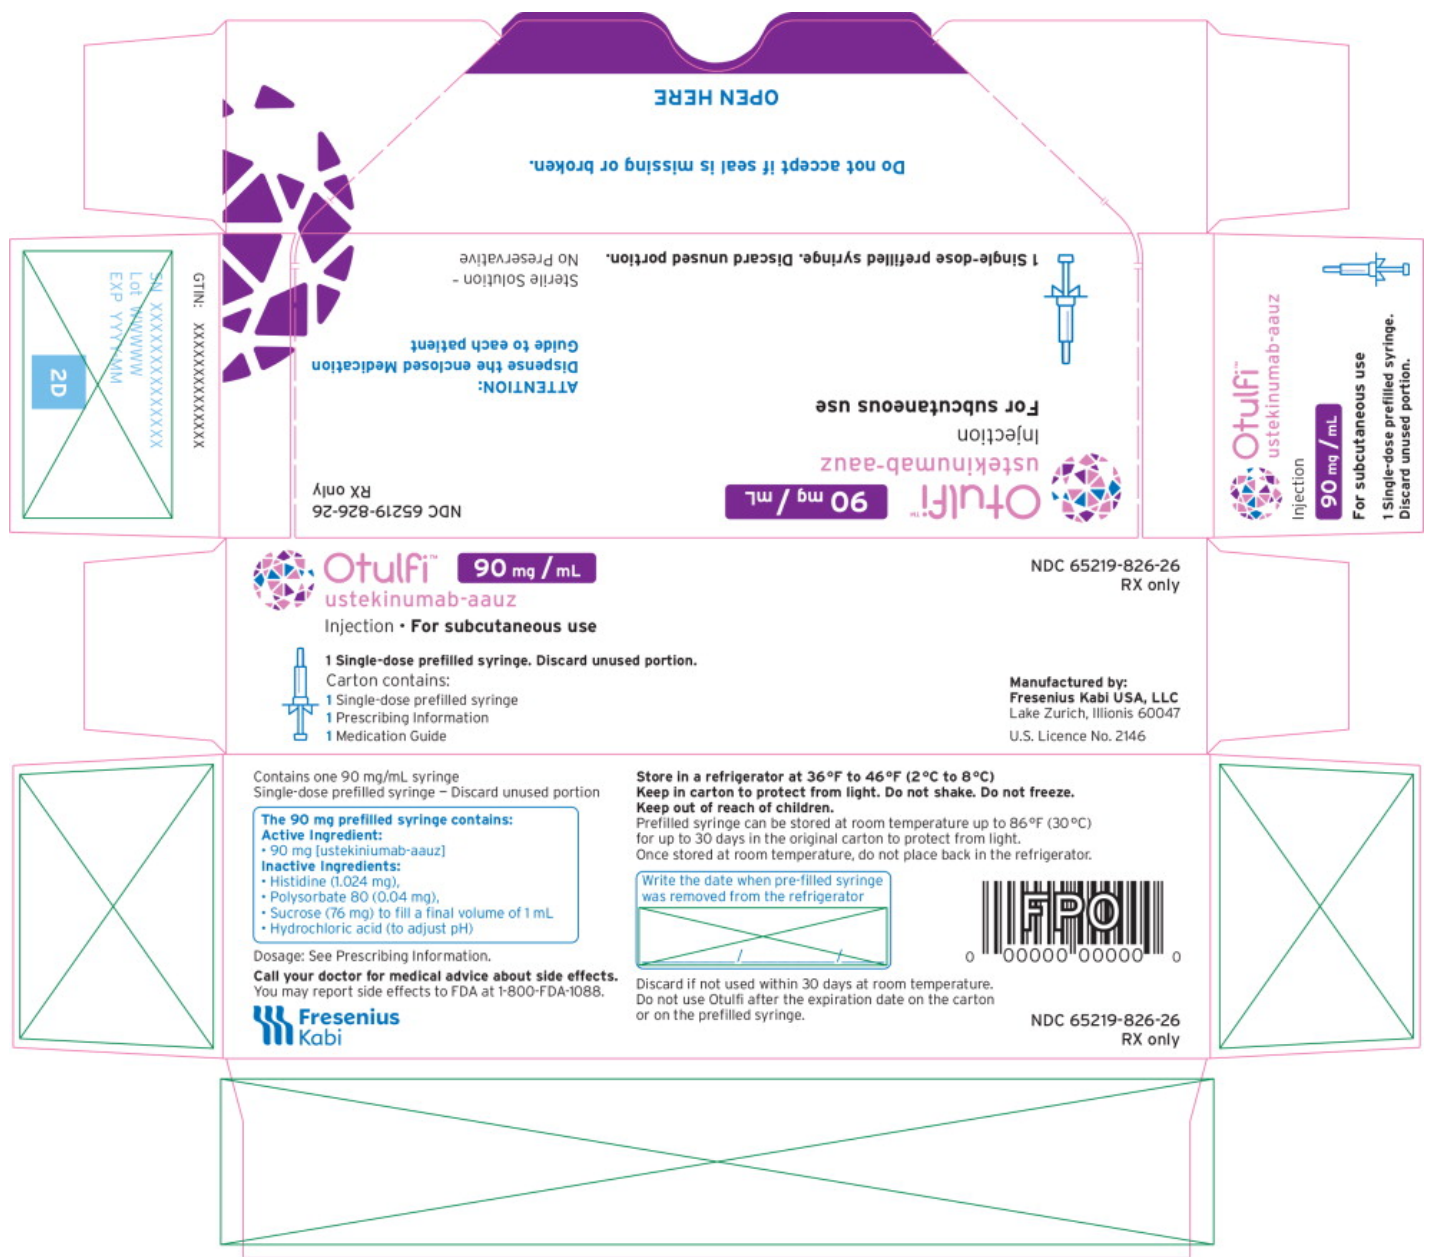 OPEN HERE
Do not accept if seal is missing or broken.
1 Single-dose prefilled syringe. Discard unused portion.
Sterile Solution –
No Preservative
ATTENTION:
Dispense the enclosed Medication
Guide to each patient
For subcutaneous use
Injection
ustekinumab-aauz
Otulfi™ 90 mg / mL
NDC 65219-826-26
RX only
GTIN: XXXXXXXXXXXXXX
SN XXXXXXXXXXXXXX
Lot WWWWW
EXP YYYY-MM
2D
Otulfi™
ustekinumab-aauz
Injection
90 mg / mL
For subcutaneous use
1 Single-dose prefilled syringe.
Discard unused portion.
Otulfi™ 90 mg / mL
ustekinumab-aauz
Injection • For subcutaneous use
1 Single-dose prefilled syringe. Discard unused portion.
Carton contains:
1 Single-dose prefilled syringe
1 Prescribing Information
1 Medication Guide
NDC 65219-826-26
RX only
Manufactured by:
Fresenius Kabi USA, LLC
Lake Zurich, Illionis 60047
U.S. Licence No. 2146
Contains one 90 mg/mL syringe
Single-dose prefilled syringe – Discard unused portion
The 90 mg prefilled syringe contains:
Active Ingredient:
• 90 mg [ustekiniumab-aauz]
Inactive Ingredients:
• Histidine (1.024 mg),
• Polysorbate 80 (0.04 mg),
• Sucrose (76 mg) to fill a final volume of 1 mL
• Hydrochloric acid (to adjust pH)
Dosage: See Prescribing Information.
Call your doctor for medical advice about side effects.
You may report side effects to FDA at 1-800-FDA-1088.
Fresenius
Kabi
Store in a refrigerator at 36°F to 46°F (2°C to 8°C)
Keep in carton to protect from light. Do not shake. Do not freeze.
Keep out of reach of children.
Prefilled syringe can be stored at room temperature up to 86°F (30°C)
for up to 30 days in the original carton to protect from light.
Once stored at room temperature, do not place back in the refrigerator.
Write the date when pre-filled syringe
was removed from the refrigerator
____/____/____
Discard if not used within 30 days at room temperature.
Do not use Otulfi after the expiration date on the carton
or on the prefilled syringe.
FPO
0 00000 00000 0
NDC 65219-826-26
RX only